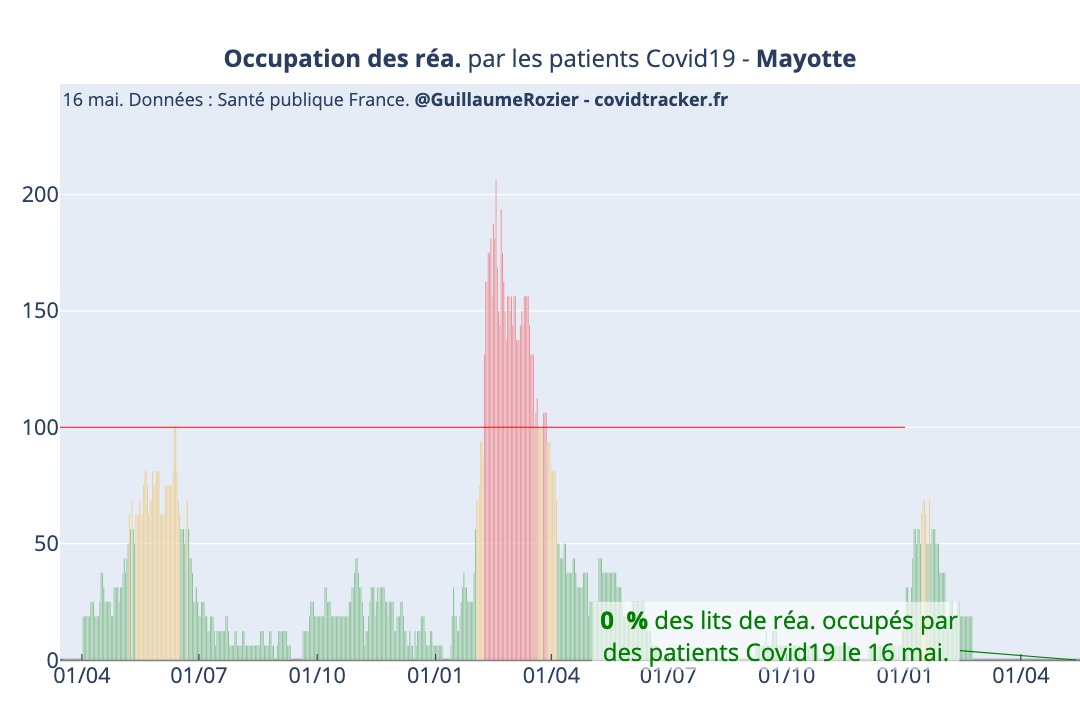 Occupation des réa. par les patients Covid19 - Mayotte
16 mai. Données : Santé publique France. @GuillaumeRozier - covidtracker.fr
200
150
100
50
0
0 % des lits de réa. occupés par
des patients Covid19 le 16 mai.
01/04 01/07 01/10 01/01 01/04 01/07 01/10 01/01 01/04